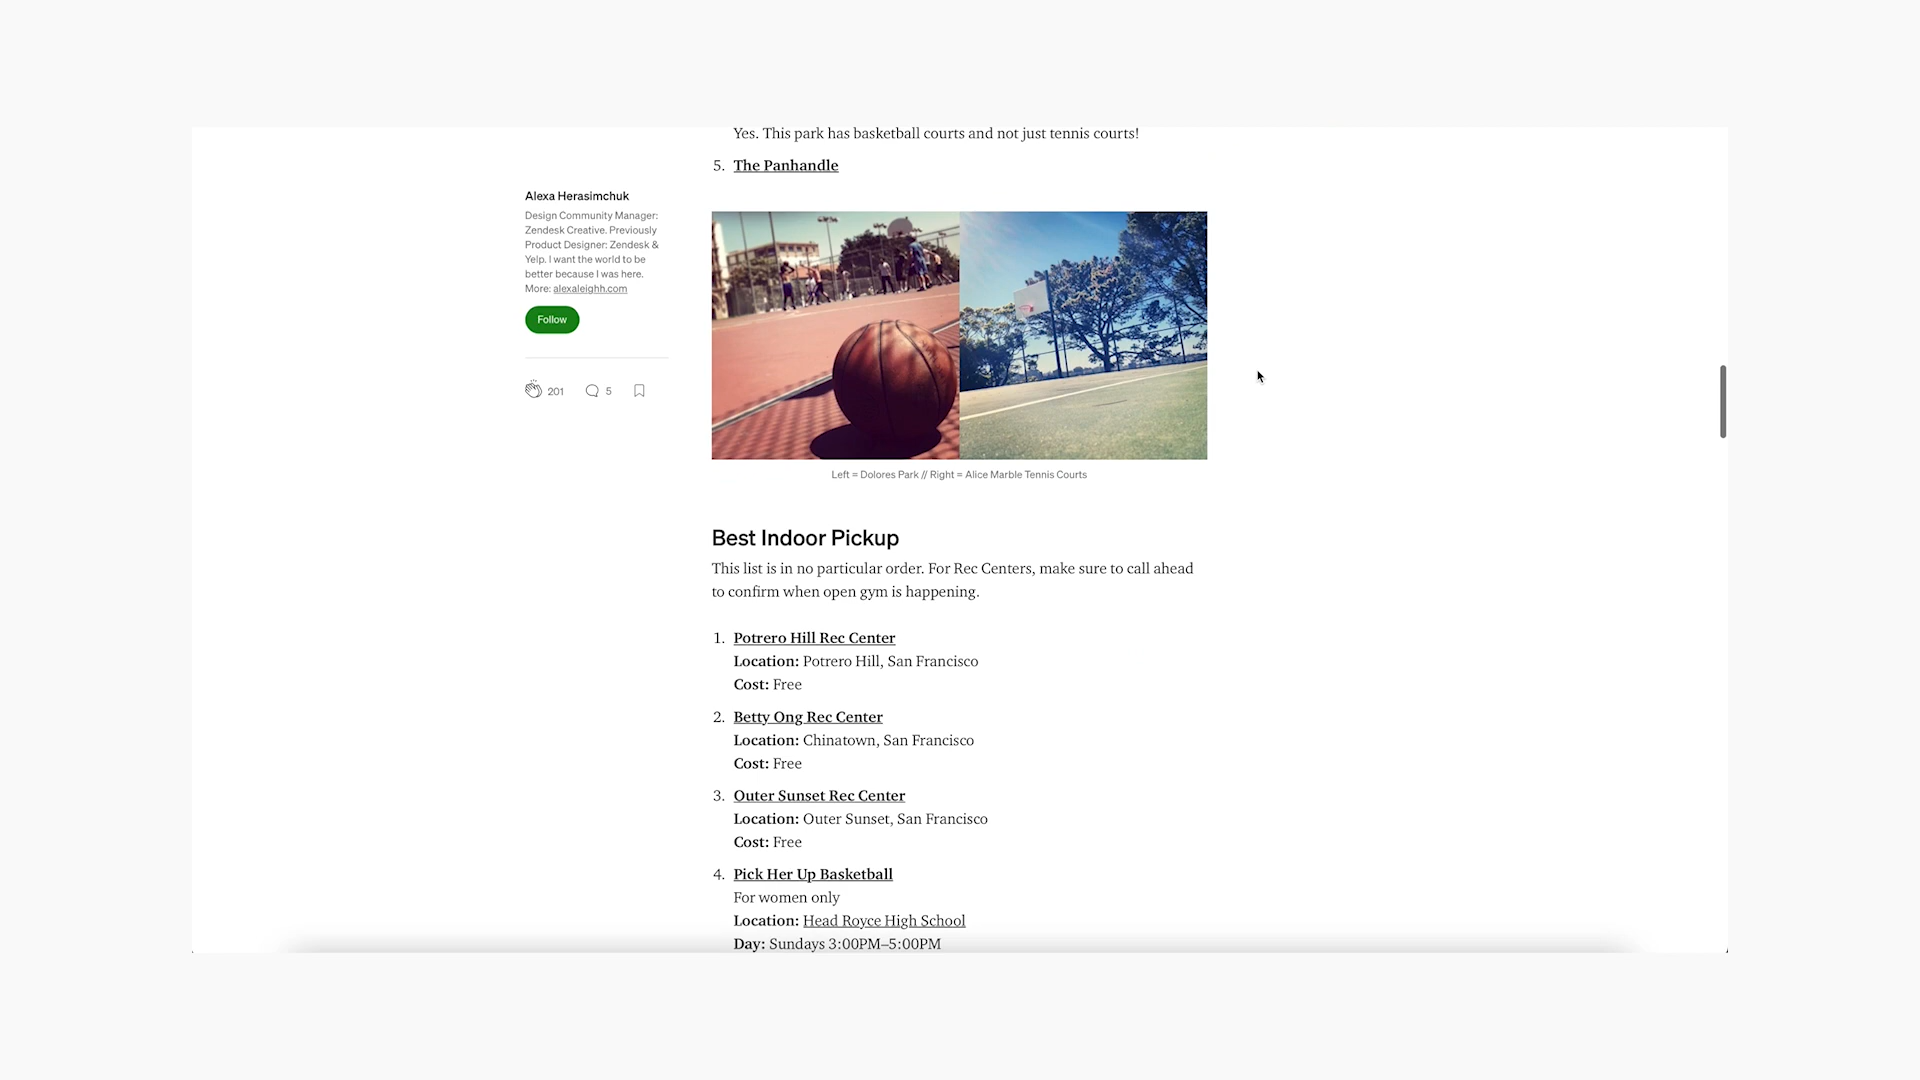 Yes. This park has basketball courts and not just tennis courts!
5. The Panhandle
Alexa Herasimchuk
Design Community Manager:
Zendesk Creative. Previously
Product Designer: Zendesk &
Yelp. I want the world to be
better because I was here.
More: alexaleighh.com
Follow
201 5
Left = Dolores Park // Right = Alice Marble Tennis Courts
Best Indoor Pickup
This list is in no particular order. For Rec Centers, make sure to call ahead
to confirm when open gym is happening.
1. Potrero Hill Rec Center
Location: Potrero Hill, San Francisco
Cost: Free
2. Betty Ong Rec Center
Location: Chinatown, San Francisco
Cost: Free
3. Outer Sunset Rec Center
Location: Outer Sunset, San Francisco
Cost: Free
4. Pick Her Up Basketball
For women only
Location: Head Royce High School
Day: Sundays 3:00PM–5:00PM